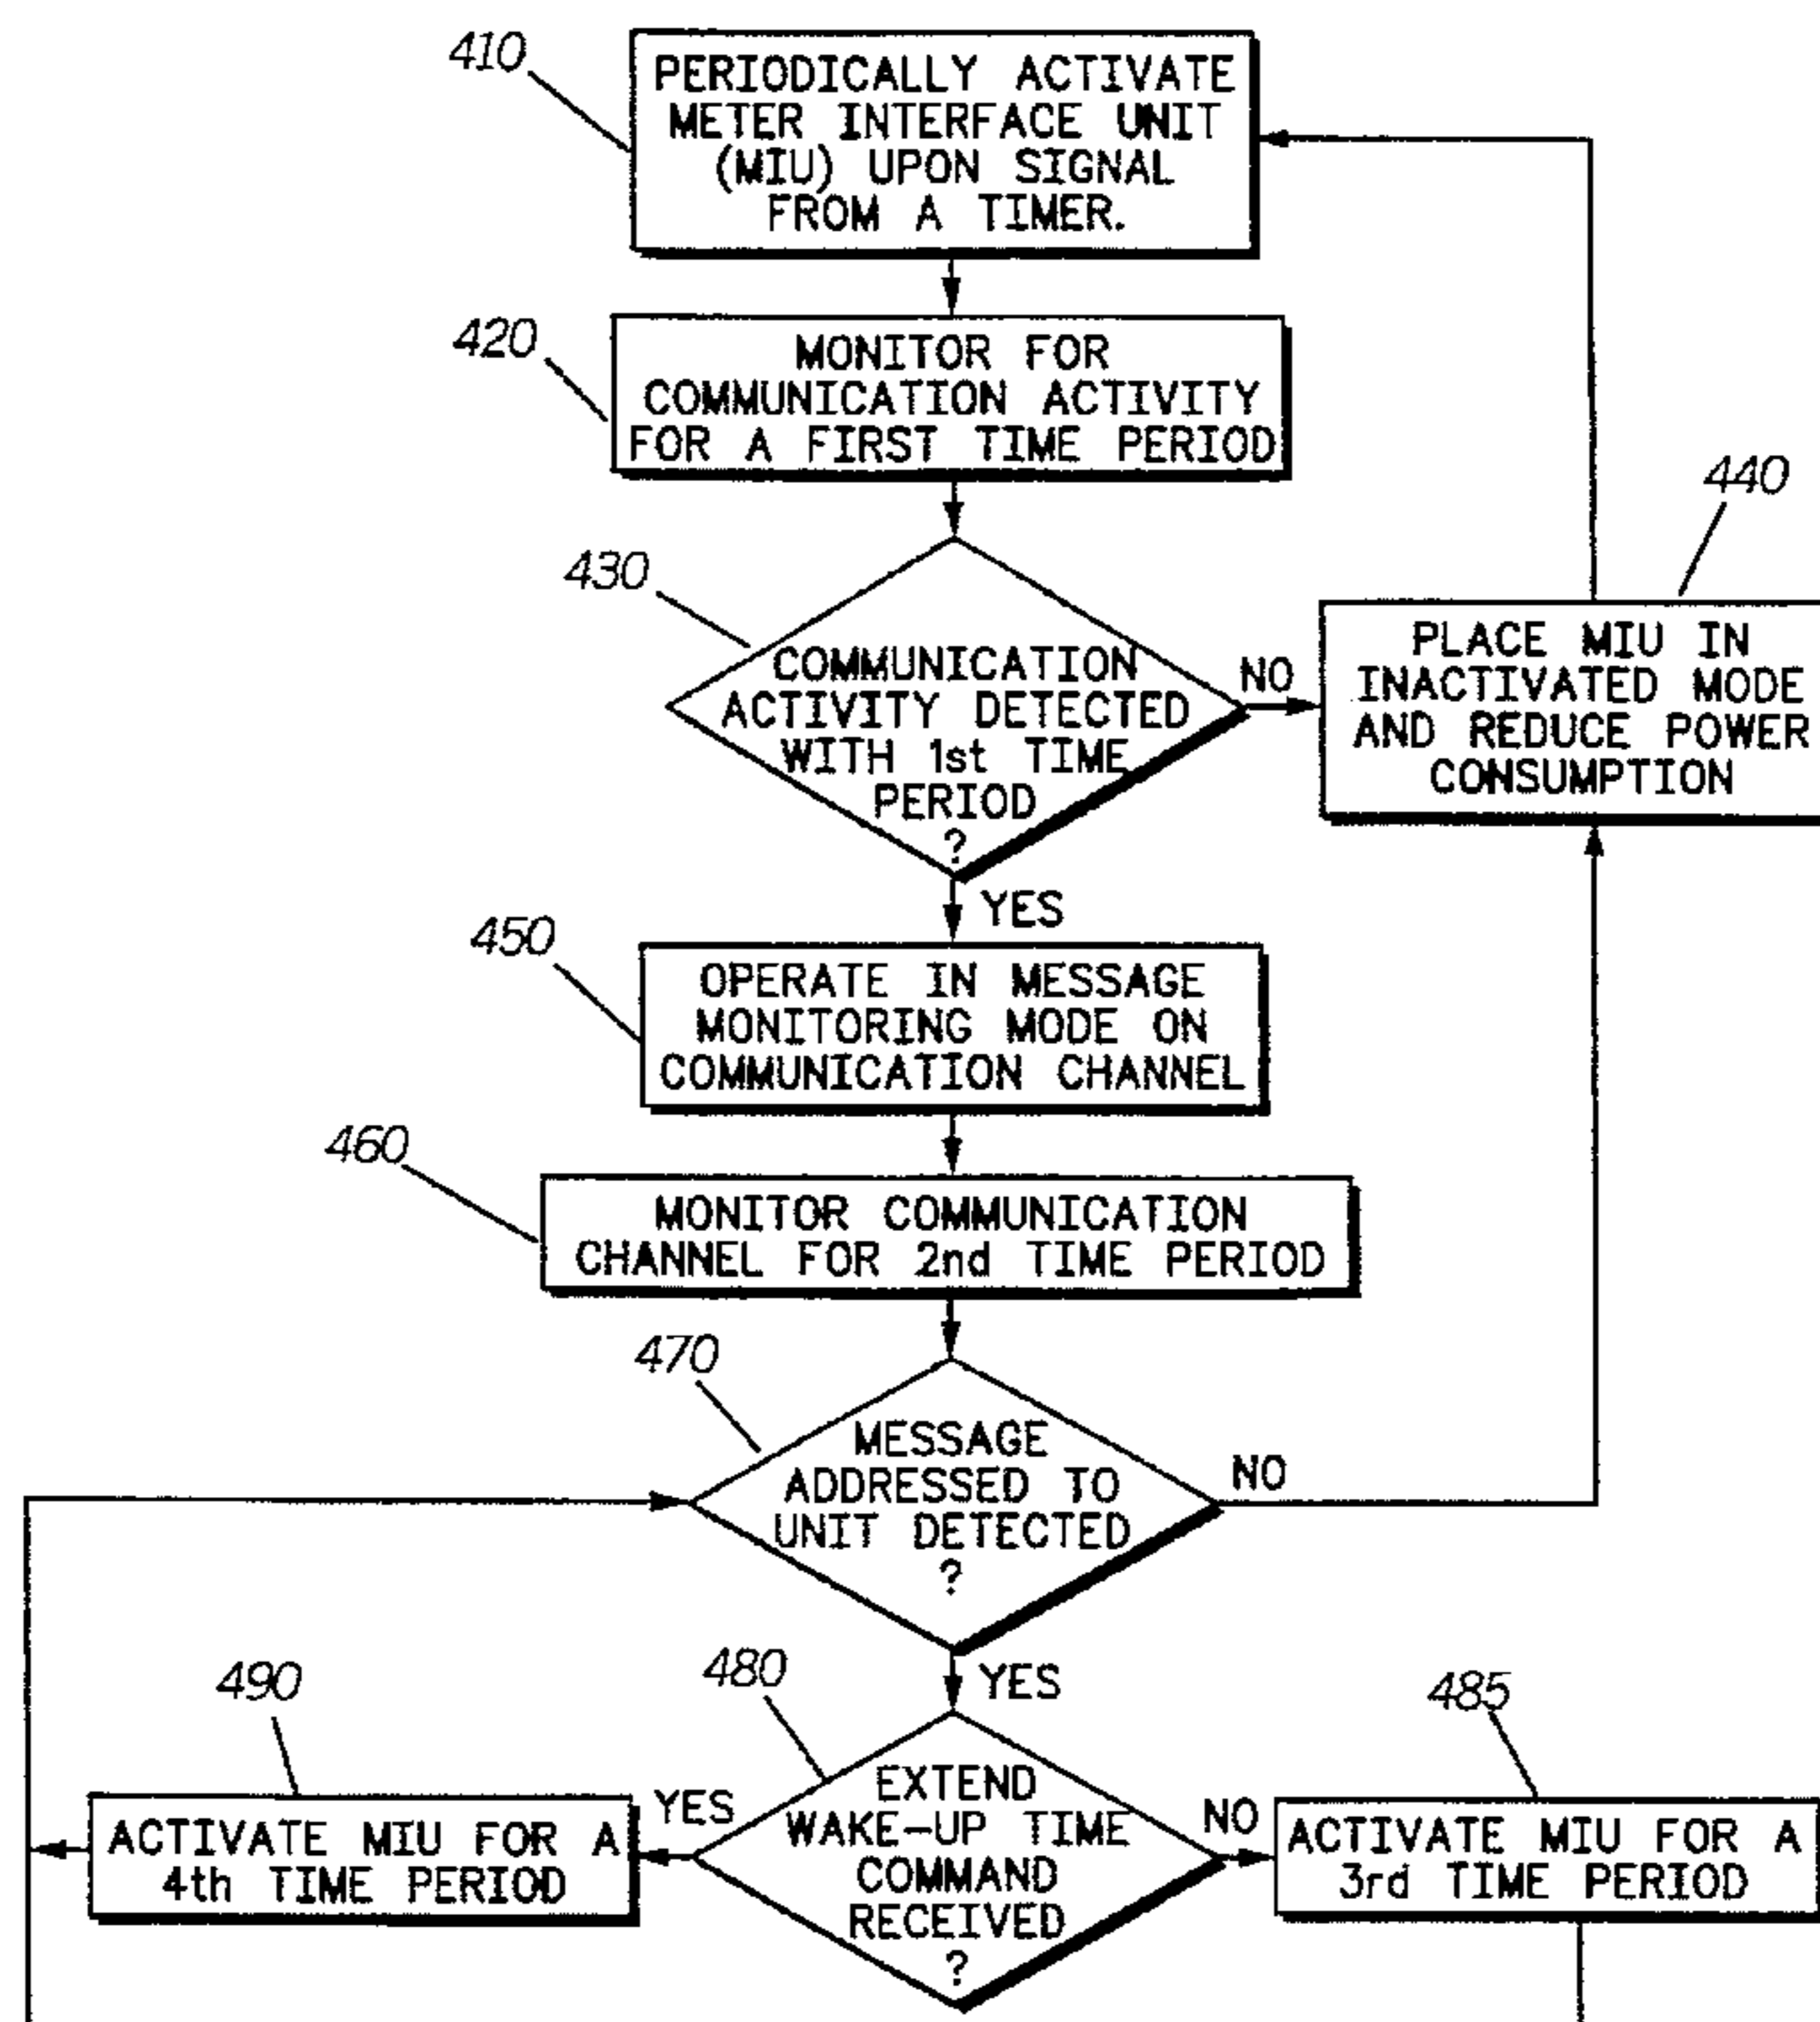 410
PERIODICALLY ACTIVATE
METER INTERFACE UNIT
(MIU) UPON SIGNAL
FROM A TIMER.
420
MONITOR FOR
COMMUNICATION ACTIVITY
FOR A FIRST TIME PERIOD
430
COMMUNICATION
ACTIVITY DETECTED
WITH 1st TIME
PERIOD
?
NO
440
PLACE MIU IN
INACTIVATED MODE
AND REDUCE POWER
CONSUMPTION
YES
450
OPERATE IN MESSAGE
MONITORING MODE ON
COMMUNICATION CHANNEL
460
MONITOR COMMUNICATION
CHANNEL FOR 2nd TIME PERIOD
470
MESSAGE
ADDRESSED TO
UNIT DETECTED
?
NO
YES
480
EXTEND
WAKE-UP TIME
COMMAND
RECEIVED
?
YES
490
ACTIVATE MIU FOR A
4th TIME PERIOD
NO
485
ACTIVATE MIU FOR A
3rd TIME PERIOD